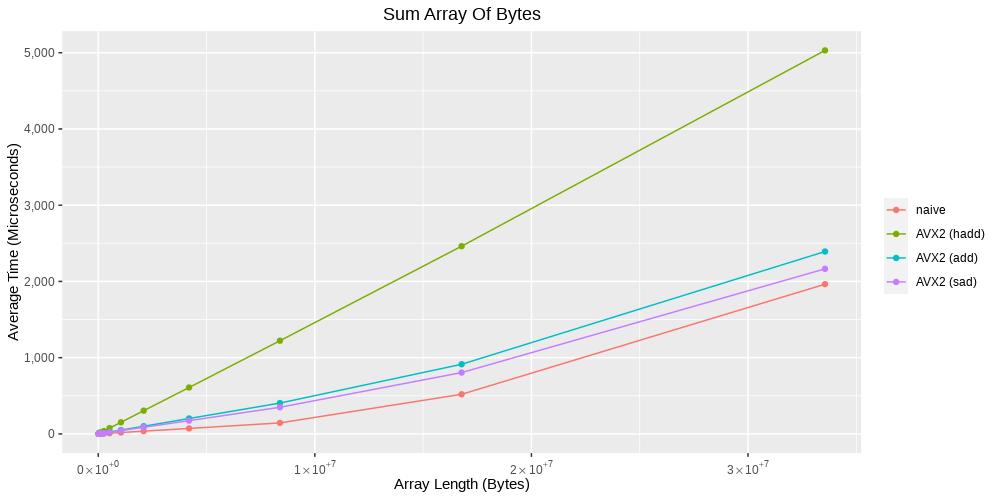 Sum Array Of Bytes
Average Time (Microseconds)
5,000
4,000
3,000
2,000
1,000
0
0×10⁺⁰
1×10⁺⁷
2×10⁺⁷
3×10⁺⁷
Array Length (Bytes)
naive
AVX2 (hadd)
AVX2 (add)
AVX2 (sad)